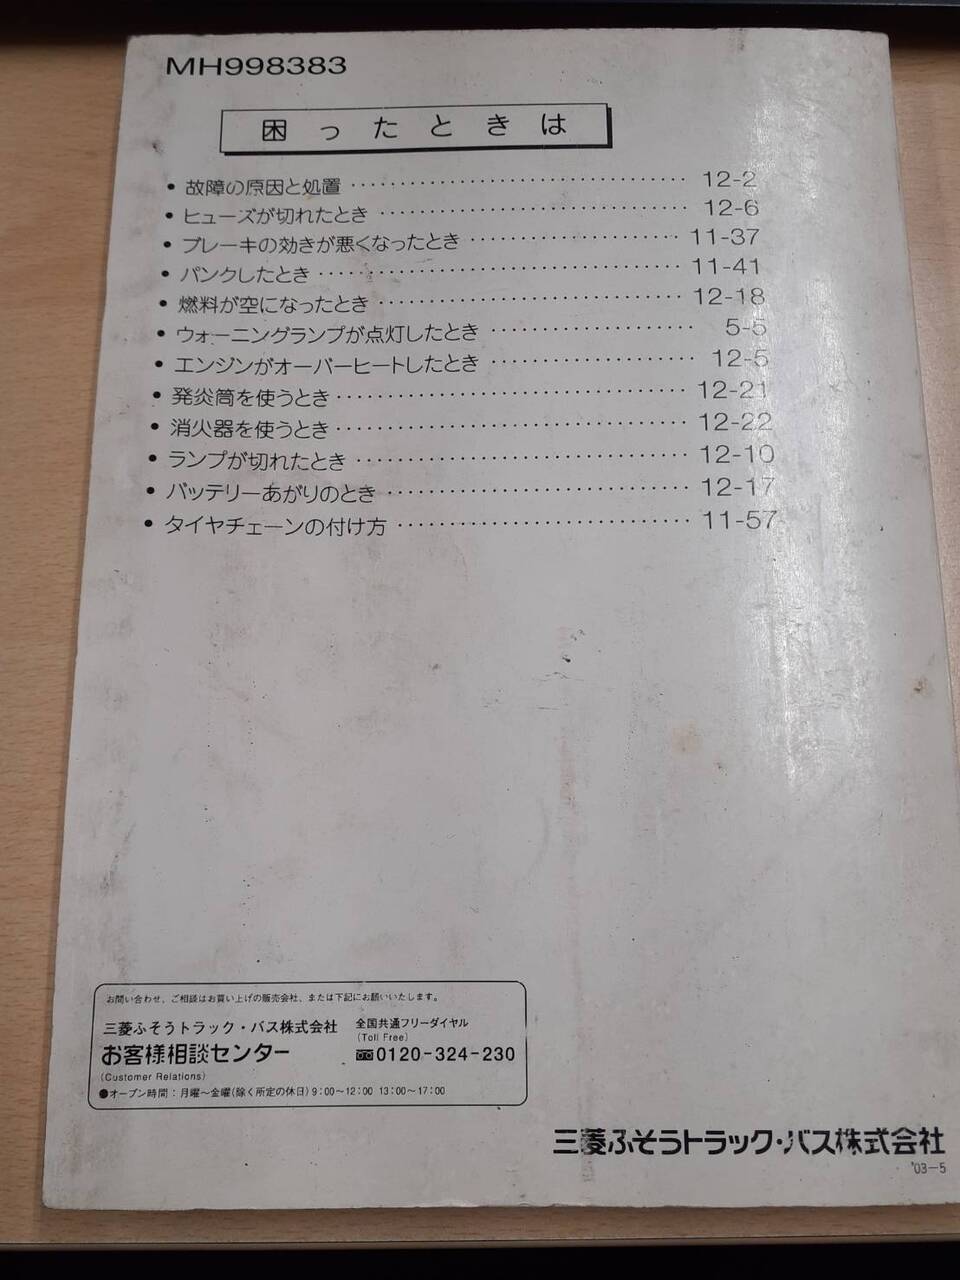 MH998383
困ったときは
・故障の原因と処置 ・・・・・・・・・・ 12-2
・ヒューズが切れたとき ・・・・・・・・・・ 12-6
・ブレーキの効きが悪くなったとき ・・・・・・・・・・ 11-37
・パンクしたとき ・・・・・・・・・・ 11-41
・燃料が空になったとき ・・・・・・・・・・ 12-18
・ウォーニングランプが点灯したとき ・・・・・・・・・・ 5-5
・エンジンがオーバーヒートしたとき ・・・・・・・・・・ 12-5
・発炎筒を使うとき ・・・・・・・・・・ 12-21
・消火器を使うとき ・・・・・・・・・・ 12-22
・ランプが切れたとき ・・・・・・・・・・ 12-10
・バッテリーあがりのとき ・・・・・・・・・・ 12-17
・タイヤチェーンの付け方 ・・・・・・・・・・ 11-57
お問い合わせ、ご相談はお買い上げの販売会社、または下記にお願いいたします。
三菱ふそうトラック・バス株式会社 全国共通フリーダイヤル
(Toll Free)
お客様相談センター 0120-324-230
(Customer Relations)
●オープン時間：月曜〜金曜(除く所定の休日)9:00〜12:00 13:00〜17:00
三菱ふそうトラック・バス株式会社
'03-5